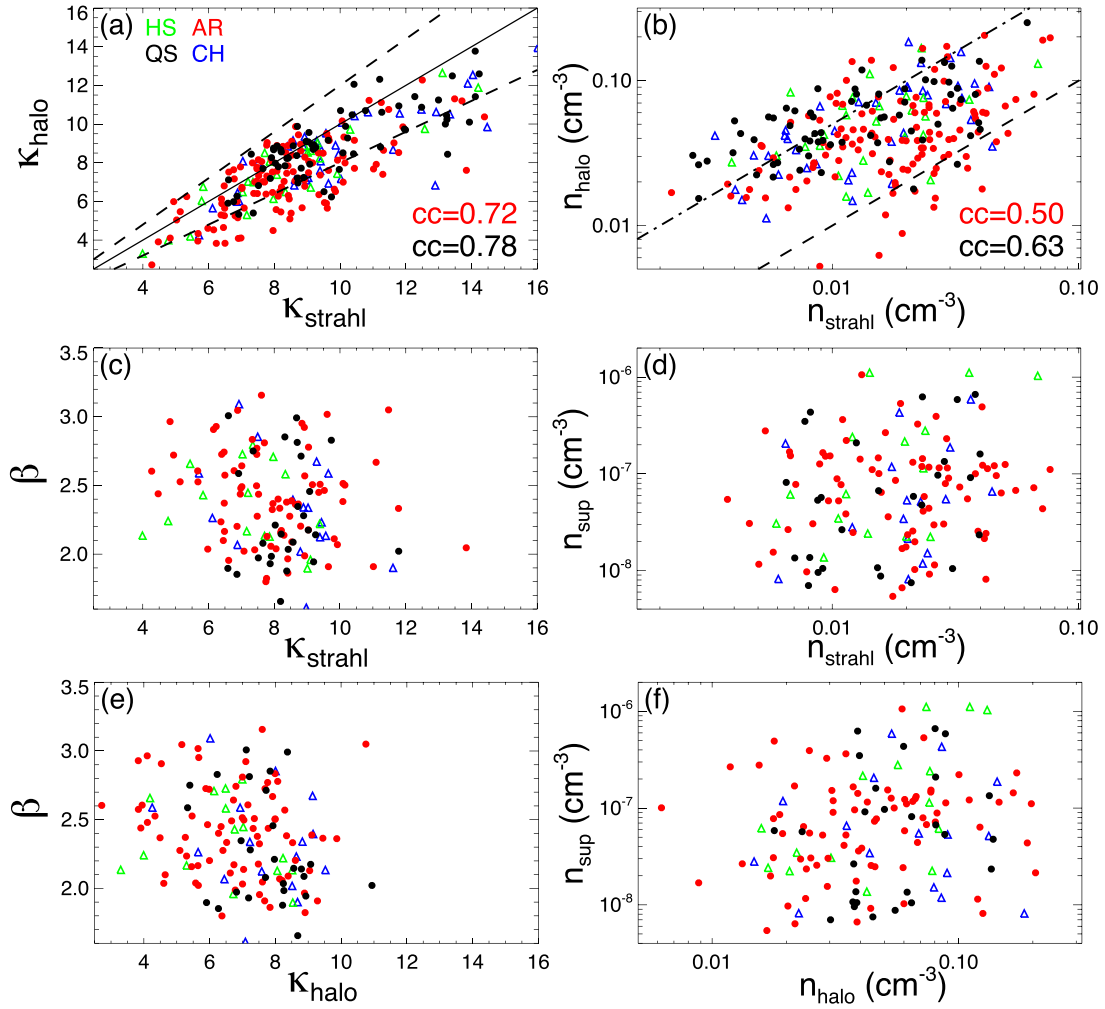 (a)
HS AR
QS CH
16
14
12
10
8
6
4
κhalo
cc=0.72
cc=0.78
4 6 8 10 12 14 16
κstrahl
(b)
0.10
0.01
nhalo (cm-3)
cc=0.50
cc=0.63
0.01 0.10
nstrahl (cm-3)
(c)
3.5
3.0
2.5
2.0
β
4 6 8 10 12 14 16
κstrahl
(d)
10-6
10-7
10-8
nsup (cm-3)
0.01 0.10
nstrahl (cm-3)
(e)
3.5
3.0
2.5
2.0
β
4 6 8 10 12 14 16
κhalo
(f)
10-6
10-7
10-8
nsup (cm-3)
0.01 0.10
nhalo (cm-3)